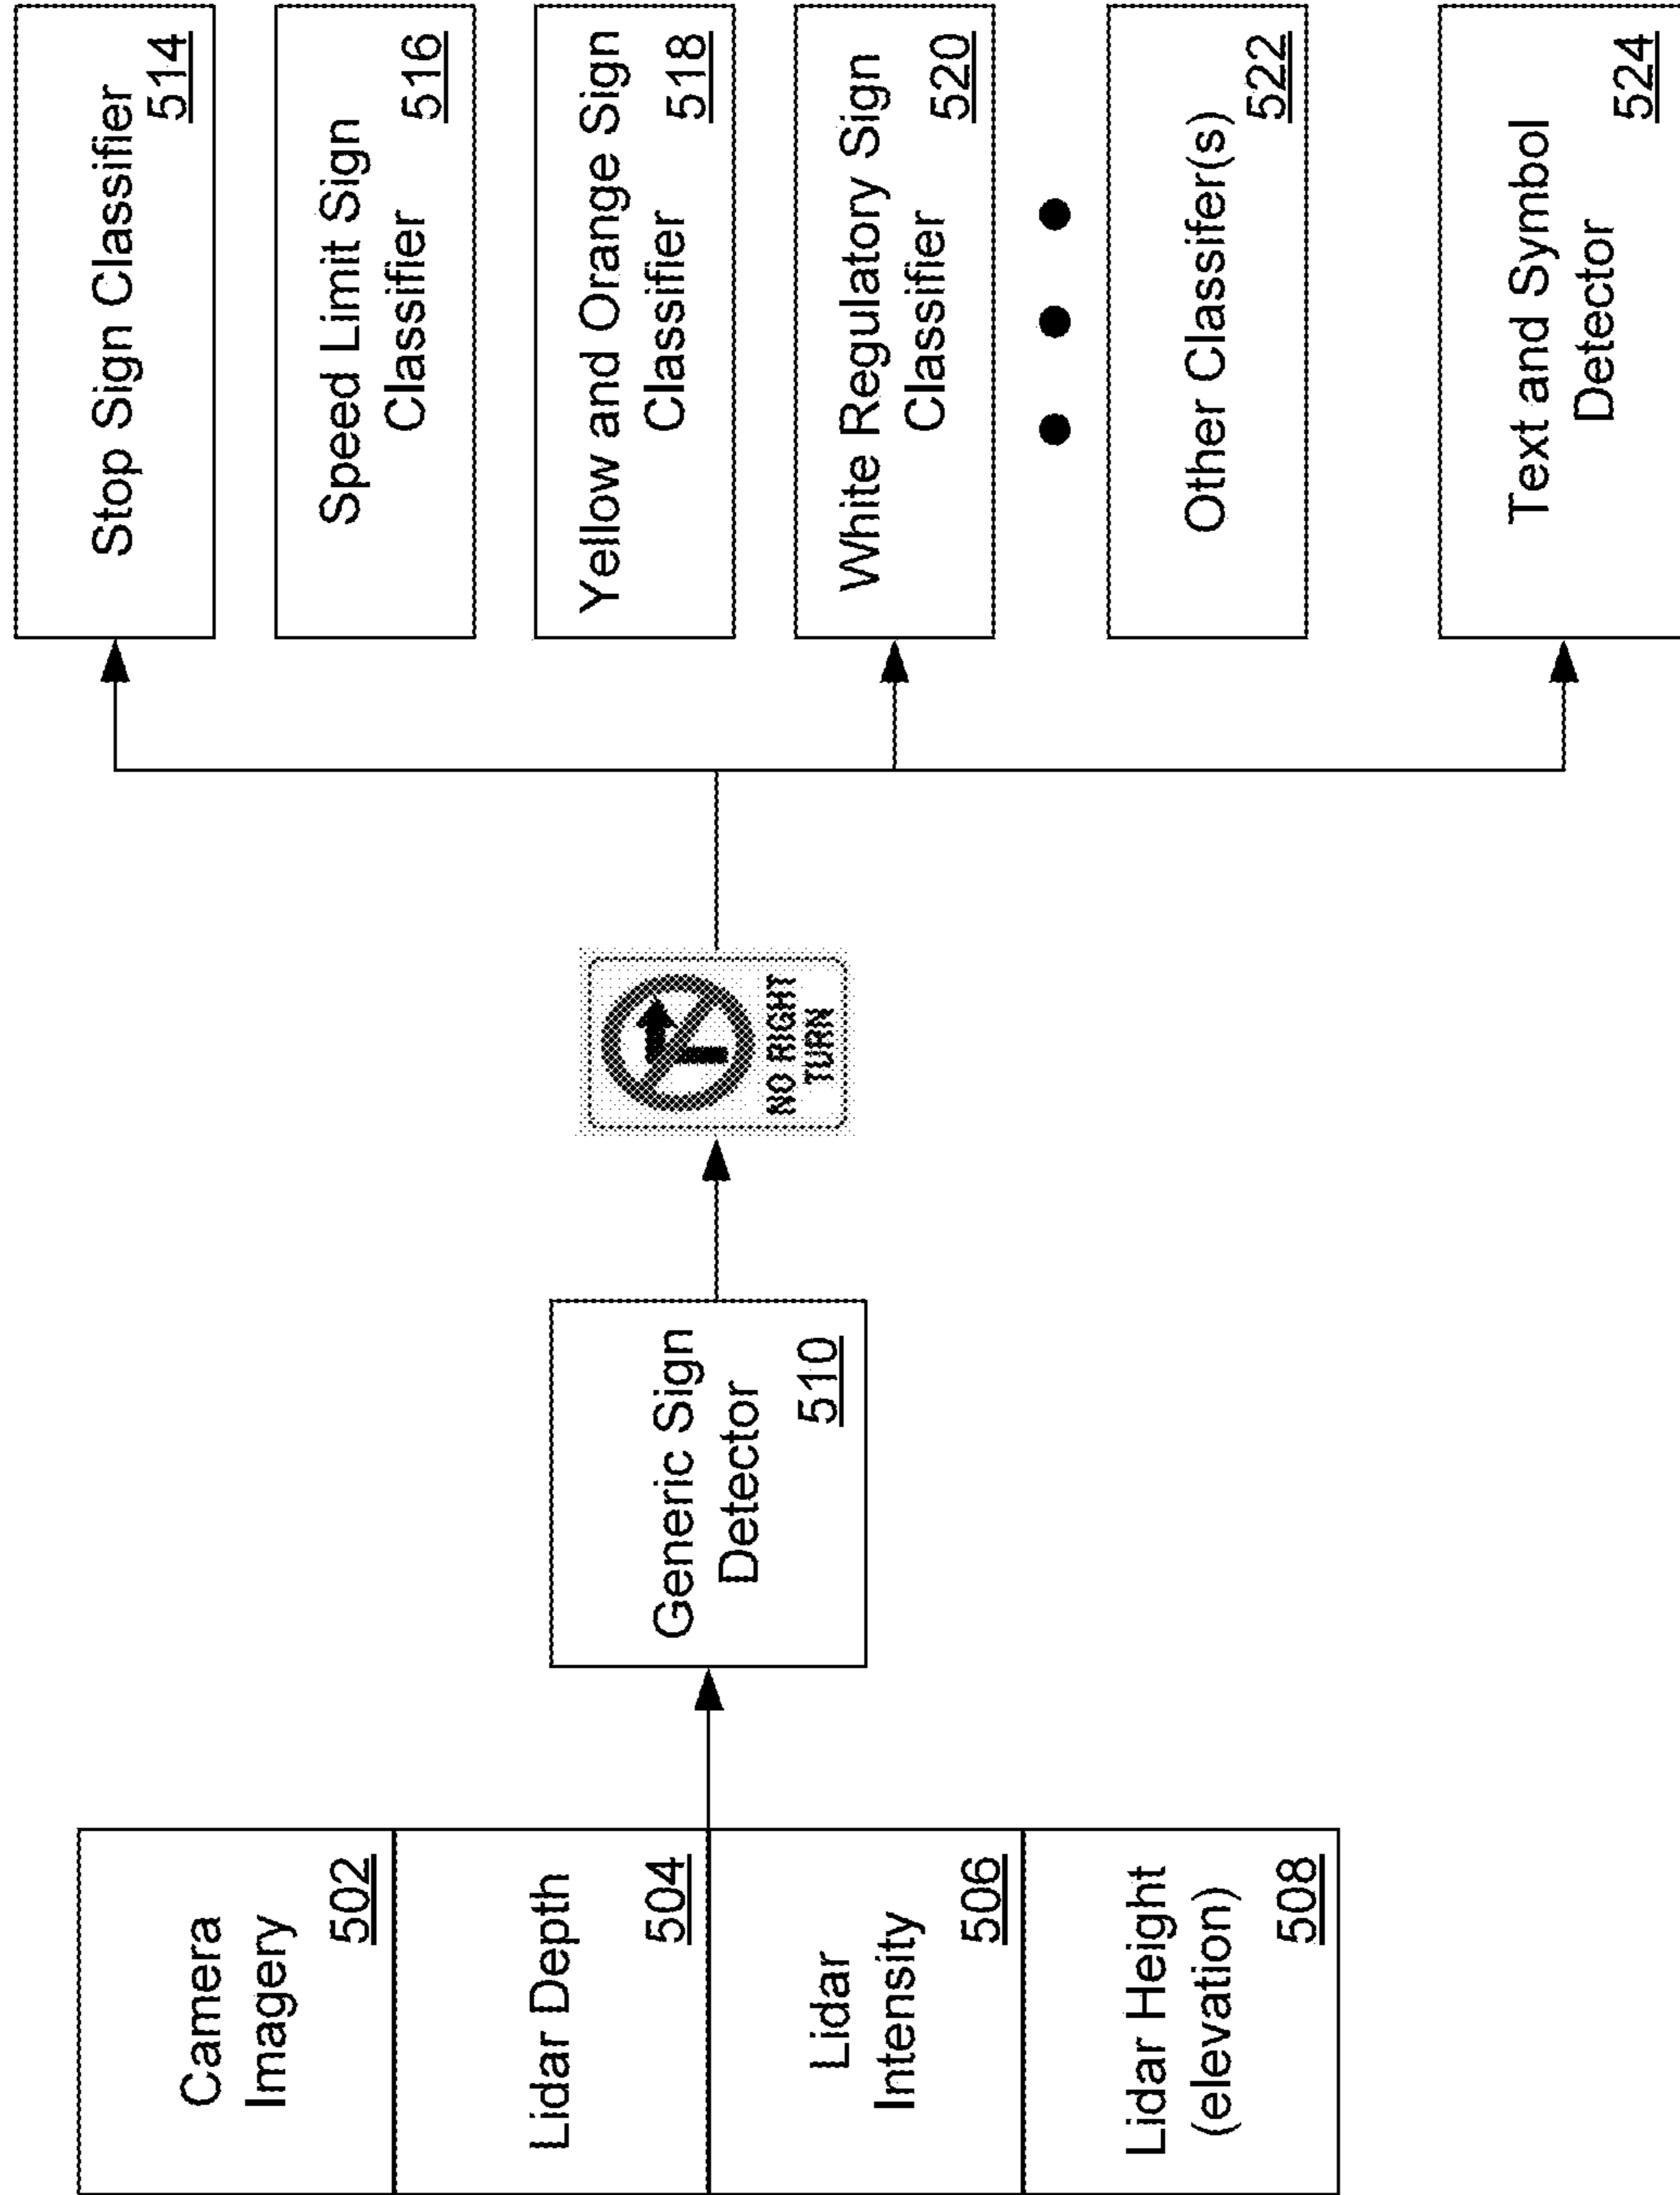 Camera
Imagery
502
Lidar Depth
504
Lidar
Intensity
506
Lidar Height
(elevation)
508
Generic Sign
Detector
510
NO RIGHT
TURN
Stop Sign Classifier
514
Speed Limit Sign
Classifier
516
Yellow and Orange Sign
Classifier
518
White Regulatory Sign
Classifier
520
Other Classifer(s)
522
Text and Symbol
Detector
524